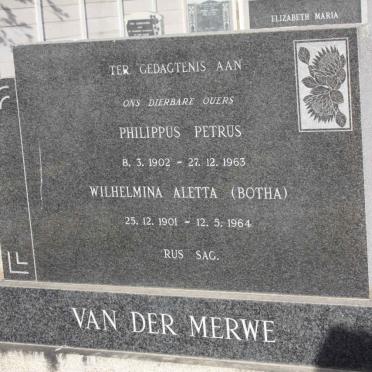 ELIZABETH MARIA
TER GEDAGTENIS AAN
ONS DIERBARE OUERS
PHILIPPUS PETRUS
8. 3. 1902 - 27. 12. 1963
WILHELMINA ALETTA (BOTHA)
25. 12. 1901 - 12. 5. 1964
RUS SAG.
VAN DER MERWE